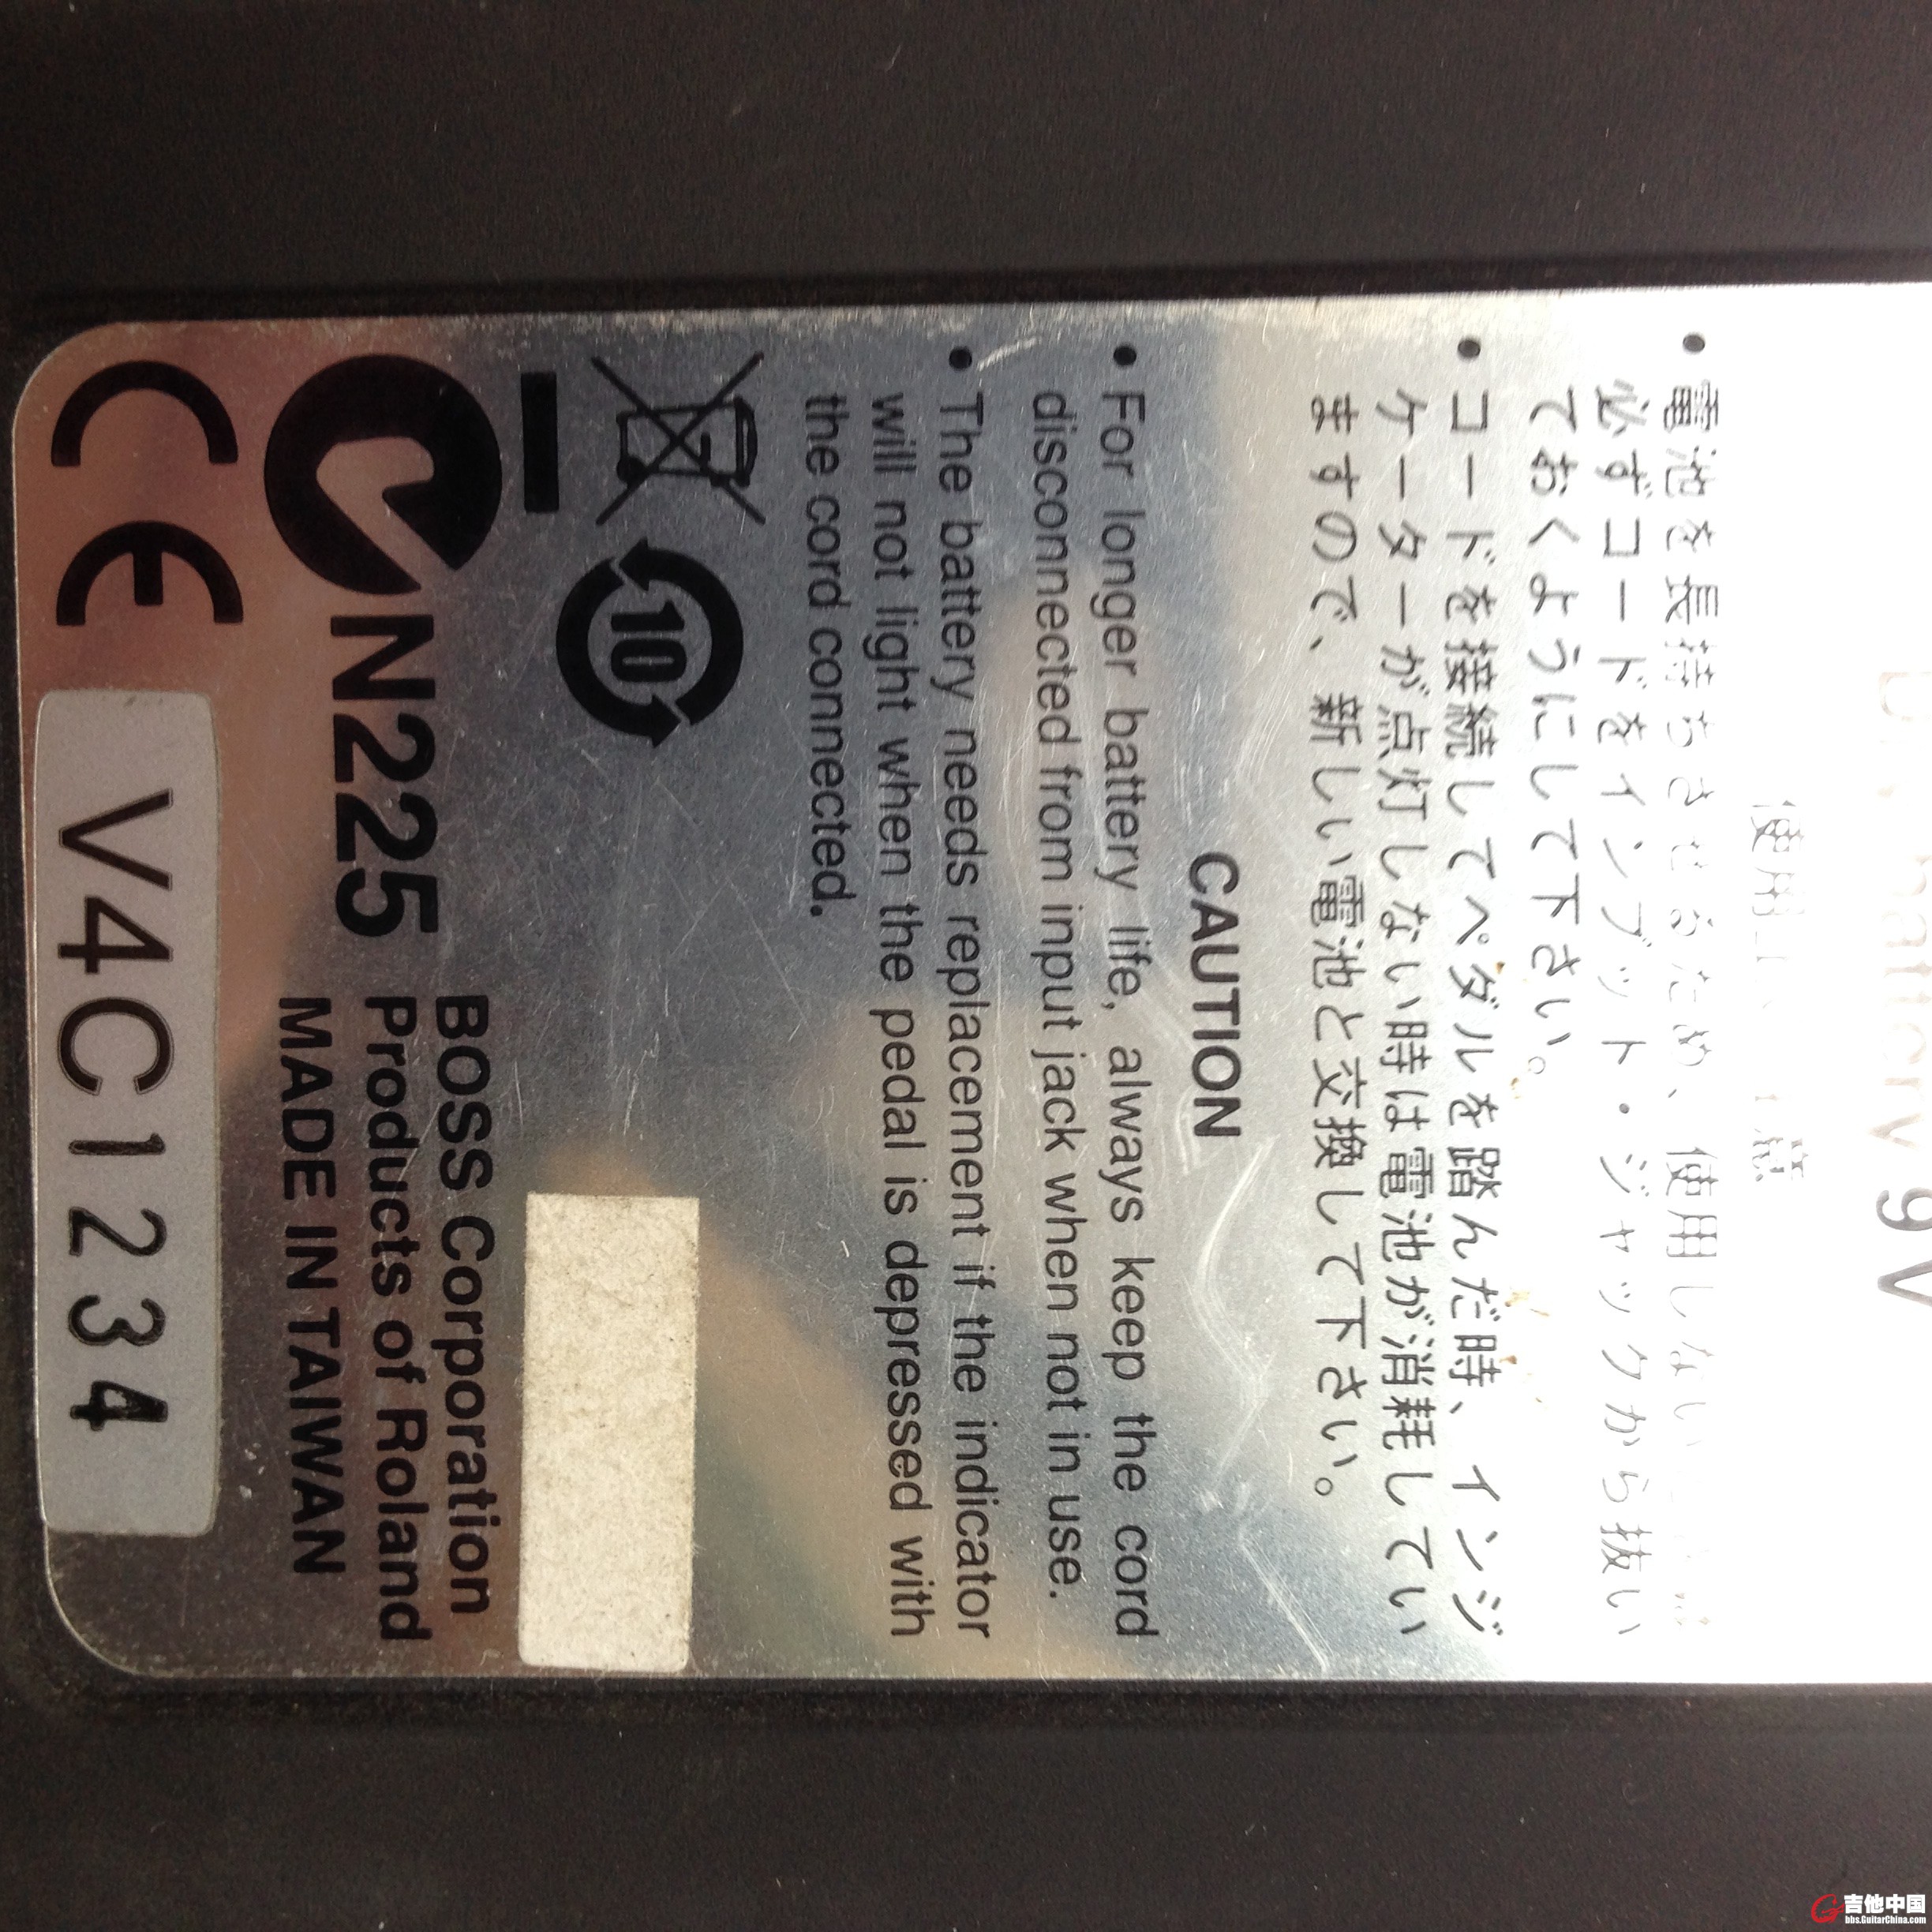 Battery 9V
使用上
意
• 電池を長持ちさせるため、使用しない
必ずコードをインプット・ジャックから抜い
ておくようにして下さい。
• コードを接続してペダルを踏んだ時、インジ
ケーターが点灯しない時は電池が消耗してい
ますので、新しい電池と交換して下さい。
CAUTION
• For longer battery life, always keep the cord
disconnected from input jack when not in use.
• The battery needs replacement if the indicator
will not light when the pedal is depressed with
the cord connected.
10
N225
BOSS Corporation
Products of Roland
MADE IN TAIWAN
CE
V4C1234
吉他中国
bbs.GuitarChina.com